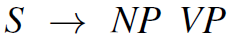 S → NP VP